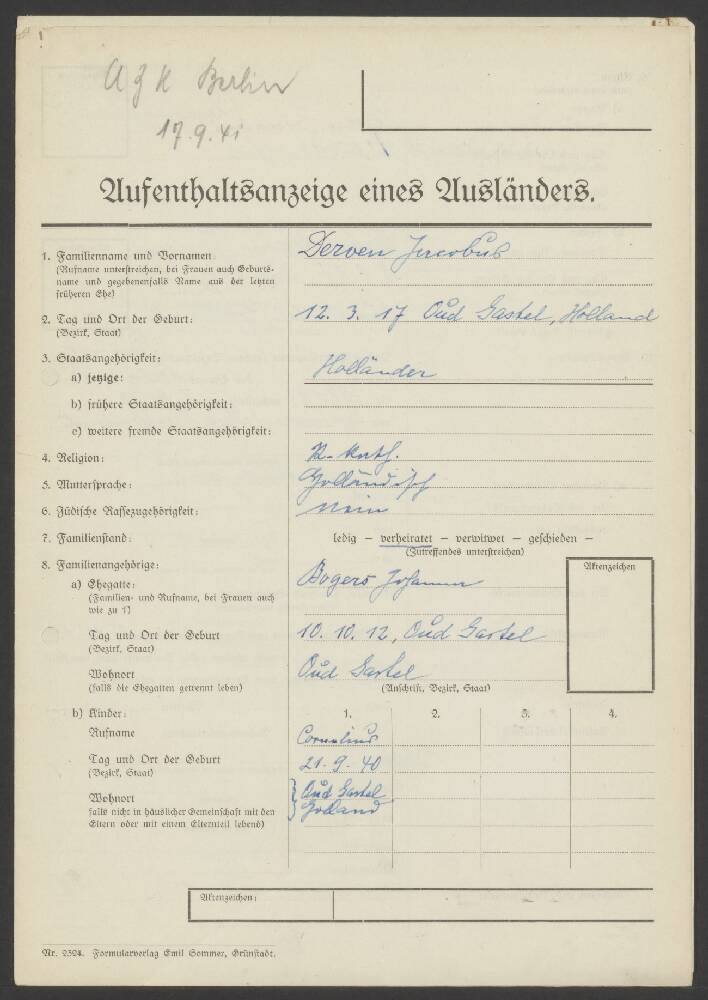 A Z K Berlin
17.9.41
Aufenthaltsanzeige eines Ausländers.
1. Familienname und Vornamen: Derven Jacobus
(Rufname unterstreichen, bei Frauen auch Geburts-
name und gegebenenfalls Name aus der letzten
früheren Ehe)
2. Tag und Ort der Geburt: 12. 3. 17 Oud Gastel, Holland
(Bezirk, Staat)
3. Staatsangehörigkeit:
a) jetzige: Holländer
b) frühere Staatsangehörigkeit:
c) weitere fremde Staatsangehörigkeit:
4. Religion: R.-Kath.
5. Muttersprache: Holländisch
6. Jüdische Rassezugehörigkeit: nein
7. Familienstand: ledig – verheiratet – verwitwet – geschieden –
(Zutreffendes unterstreichen)
8. Familienangehörige: Aktenzeichen
a) Ehegatte: Bogers Johanna
(Familien- und Rufname, bei Frauen auch
wie zu 1)
Tag und Ort der Geburt 10. 10. 12, Oud Gastel
(Bezirk, Staat)
Wohnort Oud Gastel
(falls die Ehegatten getrennt leben) (Anschrift, Bezirk, Staat)
b) Kinder: 1. 2. 3. 4.
Rufname Cornelius
Tag und Ort der Geburt 21. 9. 40
(Bezirk, Staat)
Wohnort Oud Gastel
falls nicht in häuslicher Gemeinschaft mit den Holland
Eltern oder mit einem Elternteil lebend)
Aktenzeichen:
Nr. 2324. Formularverlag Emil Sommer, Grünstadt.